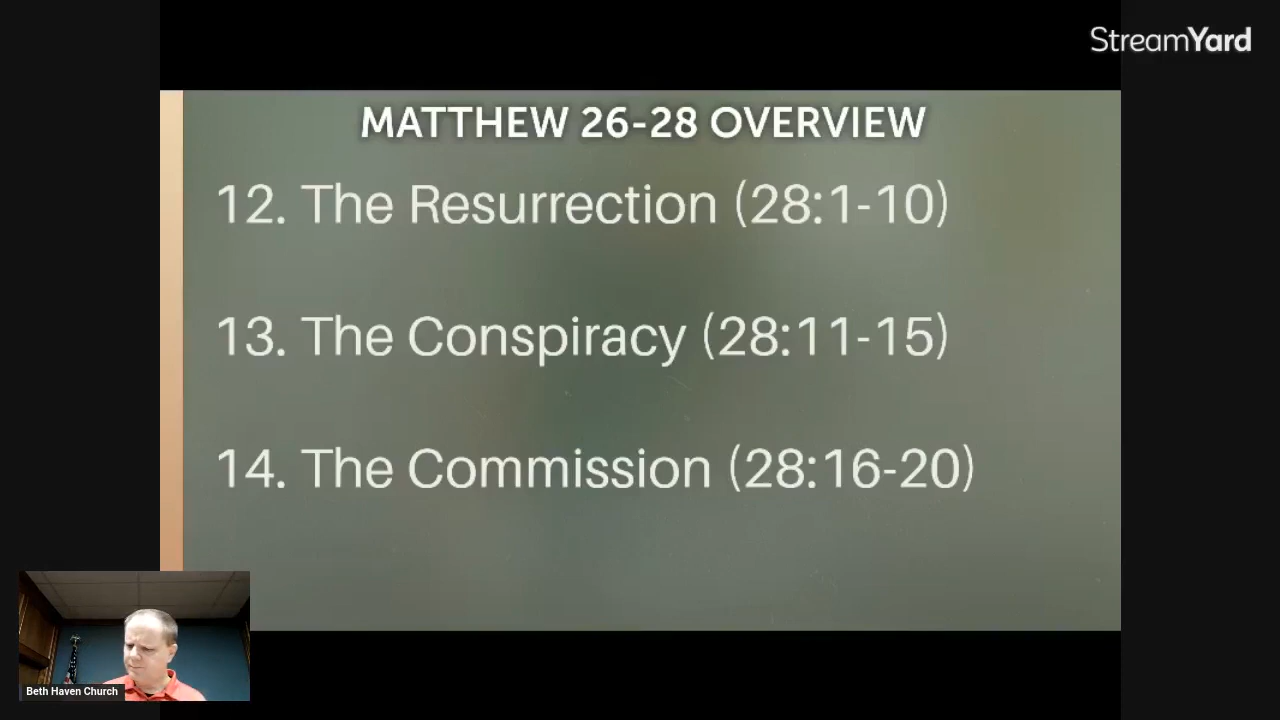 StreamYard
MATTHEW 26-28 OVERVIEW
12. The Resurrection (28:1-10)
13. The Conspiracy (28:11-15)
14. The Commission (28:16-20)
Beth Haven Church